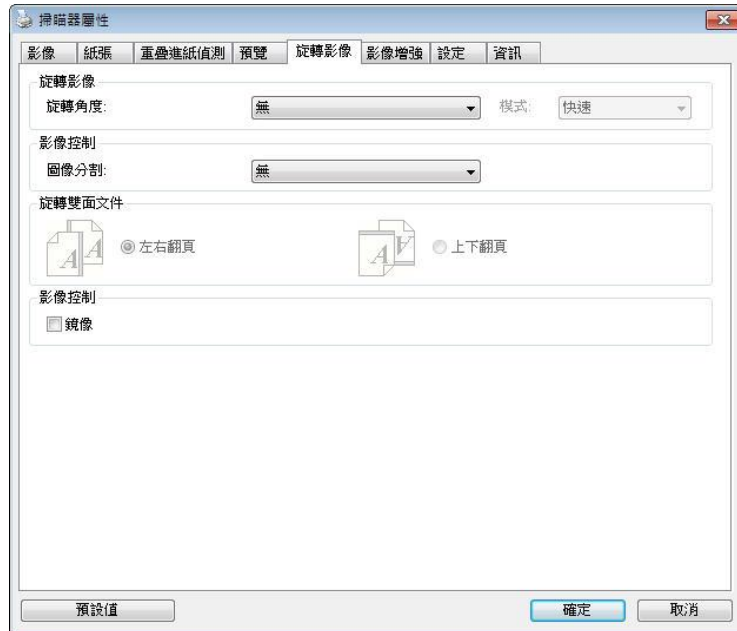 掃瞄器屬性
影像 紙張 重疊進紙偵測 預覽 旋轉影像 影像增強 設定 資訊
旋轉影像
旋轉角度: 無 模式: 快速
影像控制
圖像分割: 無
旋轉雙面文件
A A 左右翻頁 A A 上下翻頁
影像控制
鏡像
預設值 確定 取消